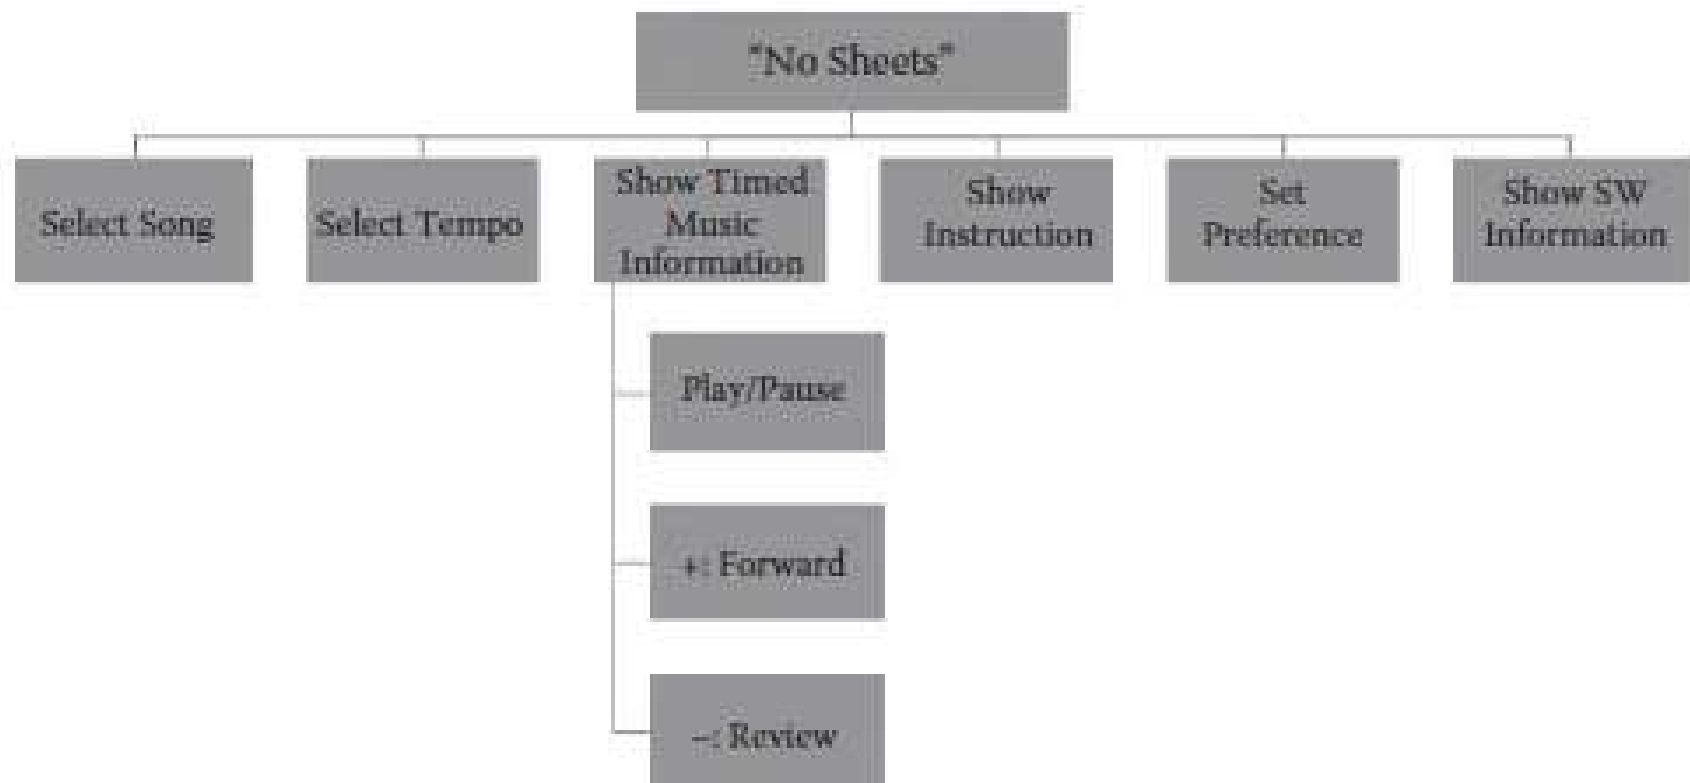 "No Sheets"
Select Song
Select Tempo
Show Timed
Music
Information
Show
Instruction
Set
Preference
Show SW
Information
Play/Pause
+: Forward
–: Review